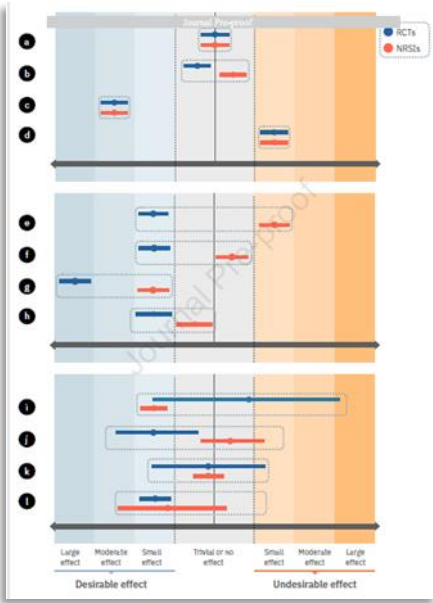 Journal Pre-proof
RCTs
NRSIs
a
b
c
d
e
f
g
h
Journal Pre-proof
i
j
k
l
Large effect
Moderate effect
Small effect
Trivial or no effect
Small effect
Moderate effect
Large effect
Desirable effect
Undesirable effect